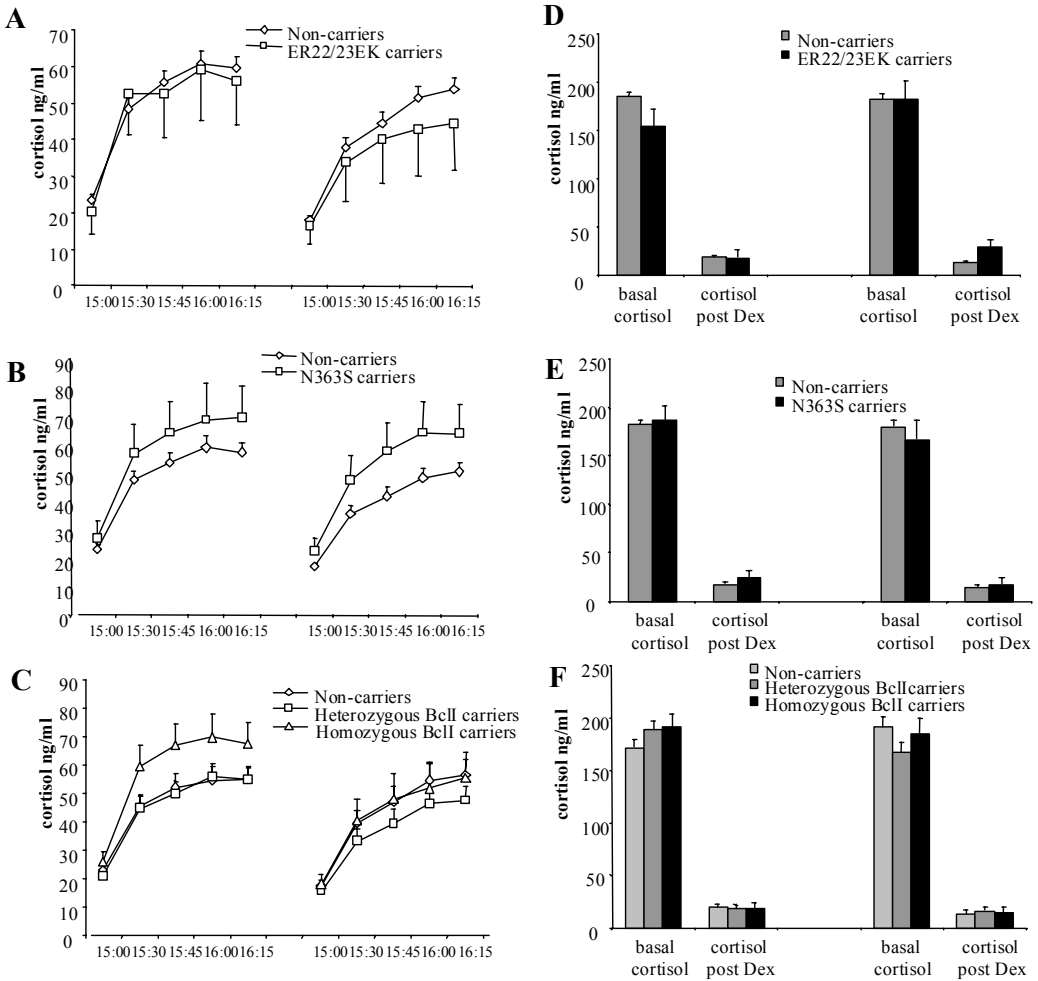 A
Non-carriers
ER22/23EK carriers
cortisol ng/ml
70
60
50
40
30
20
10
0
15:00 15:30 15:45 16:00 16:15
15:00 15:30 15:45 16:00 16:15
D
Non-carriers
ER22/23EK carriers
cortisol ng/ml
250
200
150
100
50
0
basal cortisol
cortisol post Dex
basal cortisol
cortisol post Dex
B
Non-carriers
N363S carriers
cortisol ng/ml
90
80
70
60
50
40
30
20
10
0
15:00 15:30 15:45 16:00 16:15
15:00 15:30 15:45 16:00 16:15
E
Non-carriers
N363S carriers
cortisol ng/ml
250
200
150
100
50
0
basal cortisol
cortisol post Dex
basal cortisol
cortisol post Dex
C
Non-carriers
Heterozygous BclI carriers
Homozygous BclI carriers
cortisol ng/ml
90
80
70
60
50
40
30
20
10
0
15:00 15:30 15:45 16:00 16:15
15:00 15:30 15:45 16:00 16:15
F
Non-carriers
Heterozygous BclIcarriers
Homozygous BclI carriers
cortisol ng/ml
250
200
150
100
50
0
basal cortisol
cortisol post Dex
basal cortisol
cortisol post Dex